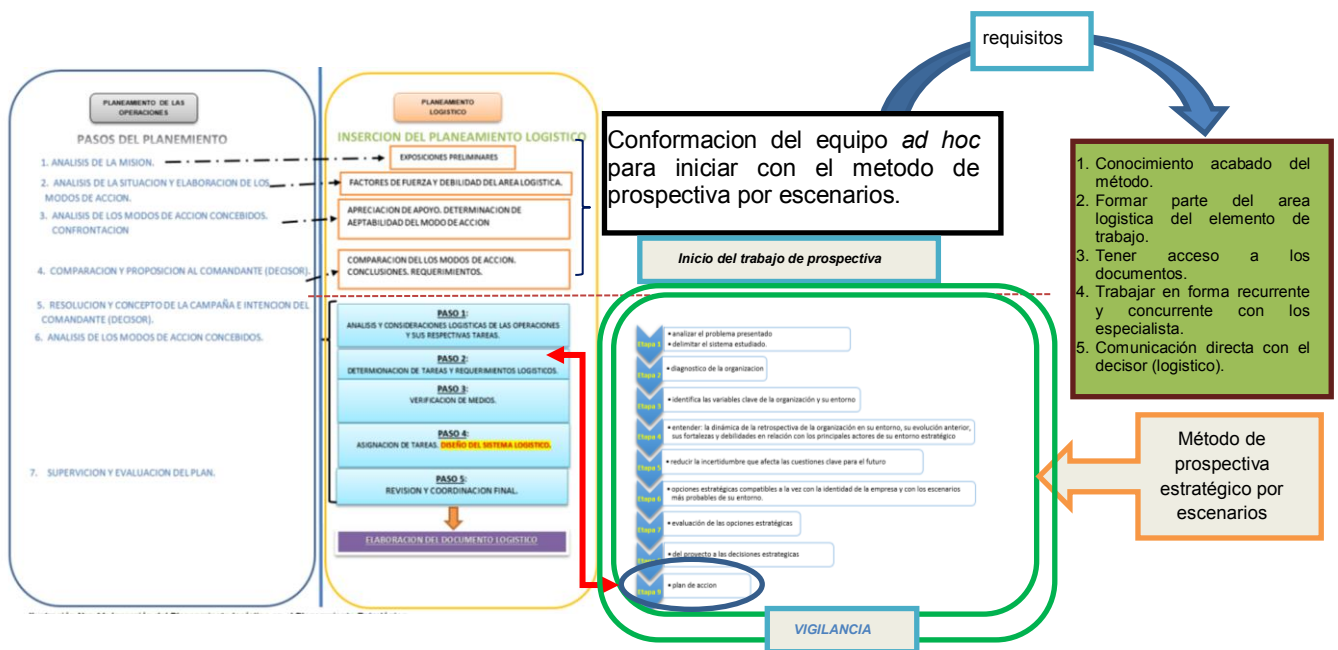 requisitos
PLANEAMIENTO DE LAS
OPERACIONES
PASOS DEL PLANEMIENTO
1. ANALISIS DE LA MISION.
2. ANALISIS DE LA SITUACION Y ELABORACION DE LOS
MODOS DE ACCION.
3. ANALISIS DE LOS MODOS DE ACCION CONCEBIDOS.
CONFRONTACION
4. COMPARACION Y PROPOSICION AL COMANDANTE (DECISOR).
5. RESOLUCION Y CONCEPTO DE LA CAMPAÑA E INTENCION DEL
COMANDANTE (DECISOR).
6. ANALISIS DE LOS MODOS DE ACCION CONCEBIDOS.
7. SUPERVICION Y EVALUACION DEL PLAN.
PLANEAMIENTO
LOGISTICO
INSERCION DEL PLANEAMIENTO LOGISTICO
EXPOSICIONES PRELIMINARES
FACTORES DE FUERZA Y DEBILIDAD DEL AREA LOGISTICA.
APRECIACION DE APOYO. DETERMINACION DE
AEPTABILIDAD DEL MODO DE ACCION
COMPARACION DEL LOS MODOS DE ACCION.
CONCLUSIONES. REQUERIMIENTOS.
PASO 1:
ANALISIS Y CONSIDERACIONES LOGISTICAS DE LAS OPERACIONES
Y SUS RESPECTIVAS TAREAS.
PASO 2:
DETERMIONACION DE TAREAS Y REQUERIMIENTOS LOGISTICOS.
PASO 3:
VERIFICACION DE MEDIOS.
PASO 4:
ASIGNACION DE TAREAS. DISEÑO DEL SISTEMA LOGISTICO.
PASO 5:
REVISION Y COORDINACION FINAL.
ELABORACION DEL DOCUMENTO LOGISTICO
Conformacion del equipo ad hoc
para iniciar con el metodo de
prospectiva por escenarios.
Inicio del trabajo de prospectiva
Etapa 1
• analizar el problema presentado
• delimitar el sistema estudiado.
Etapa 2
• diagnostico de la organizacion
Etapa 3
• identifica las variables clave de la organización y su entorno
Etapa 4
• entender: la dinámica de la retrospectiva de la organización en su entorno, su evolución anterior,
sus fortalezas y debilidades en relación con los principales actores de su entorno estratégico
Etapa 5
• reducir la incertidumbre que afecta las cuestiones clave para el futuro
Etapa 6
• opciones estratégicas compatibles a la vez con la identidad de la empresa y con los escenarios
más probables de su entorno.
Etapa 7
• evaluación de las opciones estratégicas
• del proyecto a las decisiones estrategicas
Etapa 9
• plan de accion
VIGILANCIA
1. Conocimiento acabado del
método.
2. Formar parte del area
logistica del elemento de
trabajo.
3. Tener acceso a los
documentos.
4. Trabajar en forma recurrente
y concurrente con los
especialista.
5. Comunicación directa con el
decisor (logistico).
Método de
prospectiva
estratégico por
escenarios